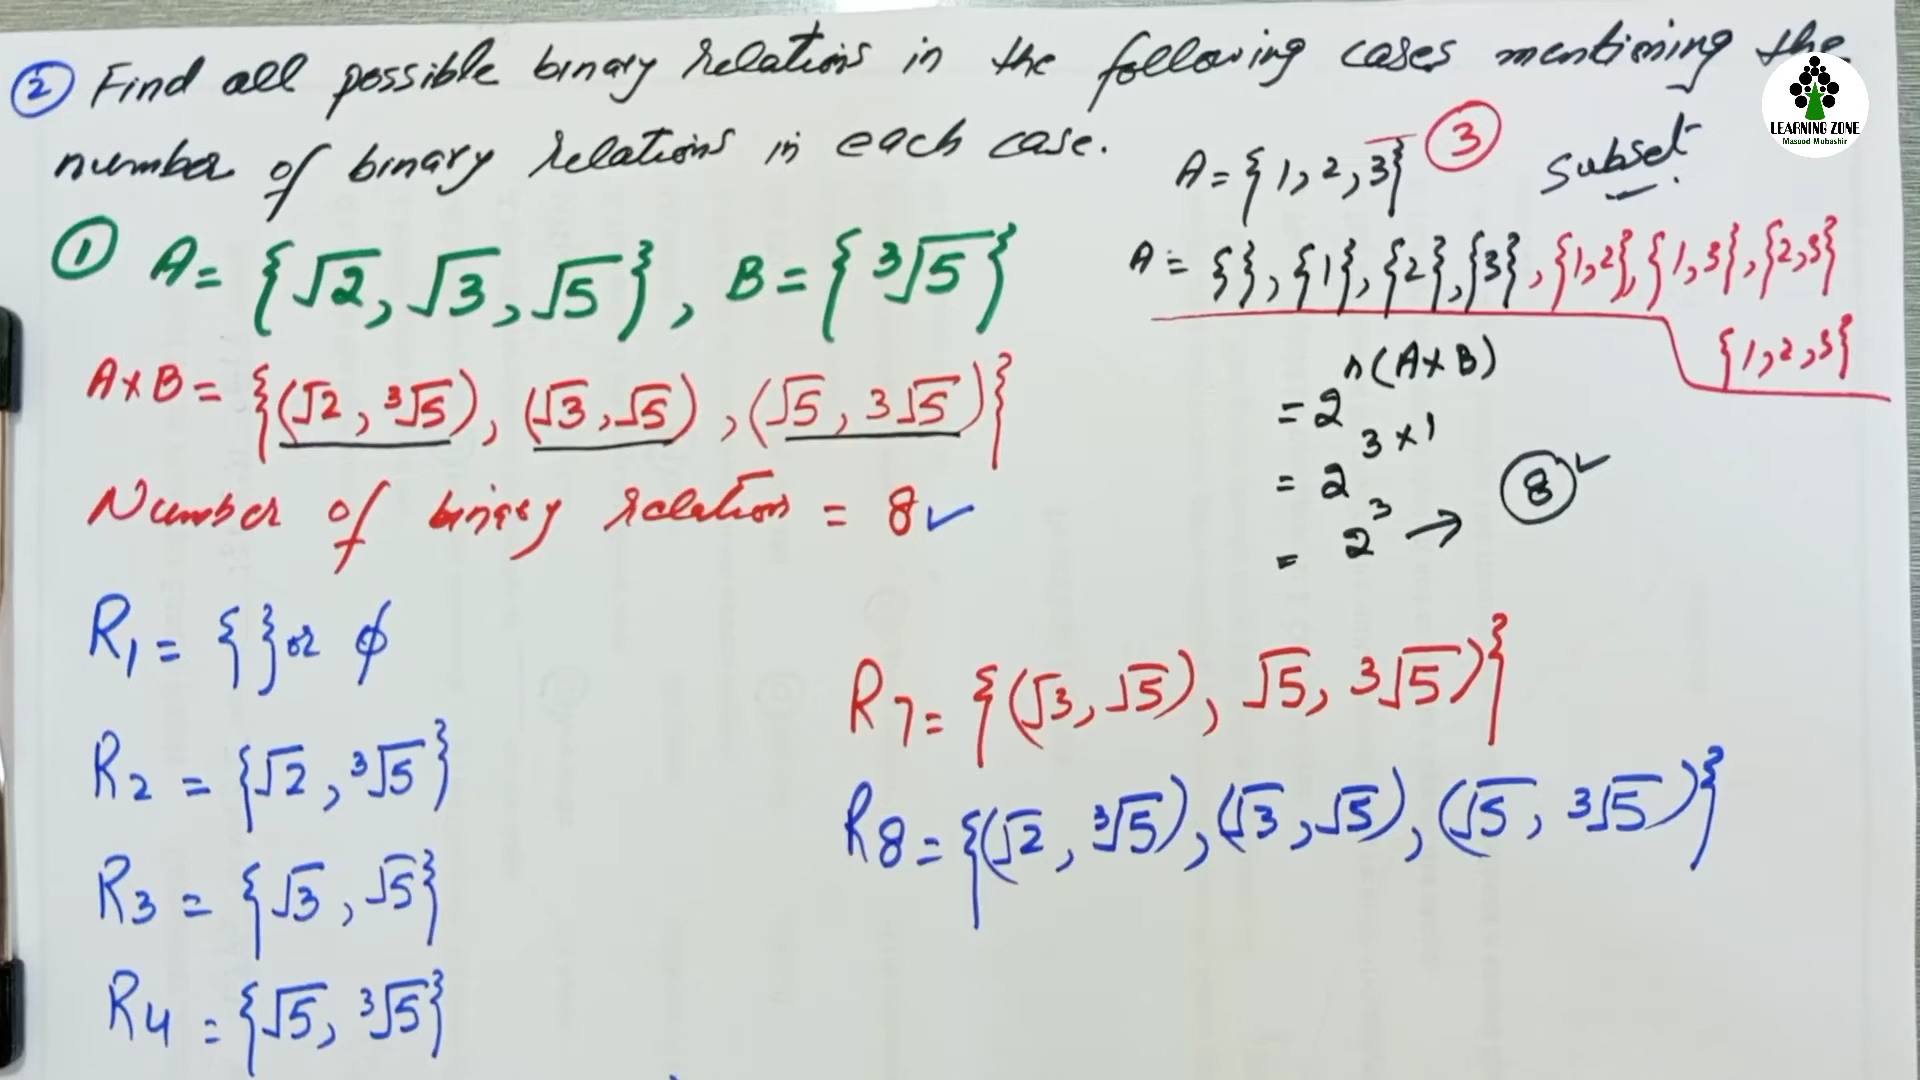 ② Find all possible binary relations in the following cases mentioning the
number of binary relations in each case.
A = {1, 2, 3} ③ subset
LEARNING ZONE
Masood Mubashir
① A = {√2, √3, √5}, B = {³√5}
A = {}, {1}, {2}, {3}, {1,2}, {1,3}, {2,3}
{1,2,3}
A×B = {(√2, ³√5), (√3, √5), (√5, 3√5)}
= 2^n(A×B)
= 2^3×1
= 2^3 → ⑧ ✓
Number of binary relation = 8 ✓
R1 = { } or ϕ
R2 = {√2, ³√5}
R3 = {√3, √5}
R4 = {√5, ³√5}
R7 = {(√3, √5), √5, 3√5)}
R8 = {(√2, ³√5), (√3, √5), (√5, ³√5)}